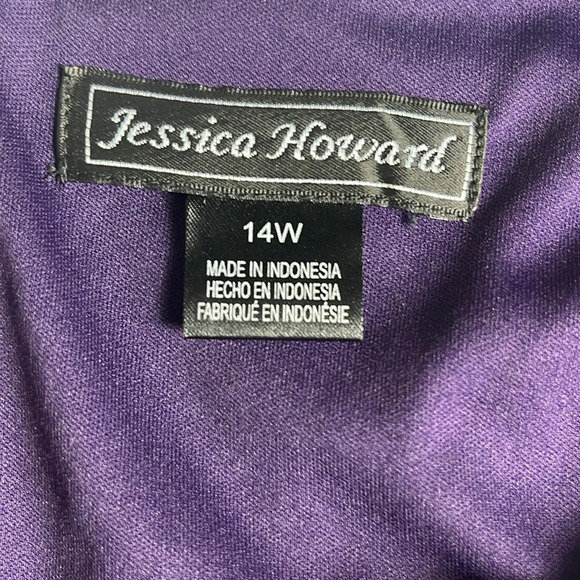 Jessica Howard
14W
MADE IN INDONESIA
HECHO EN INDONESIA
FABRIQUÉ EN INDONÉSIE